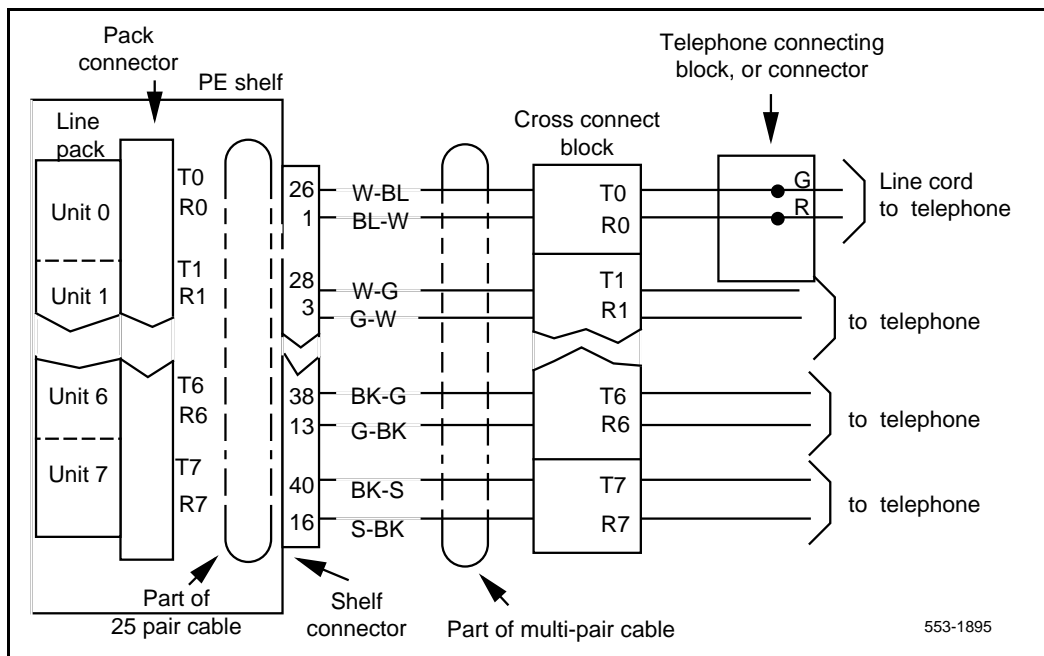 Pack
connector
PE shelf
Telephone connecting
block, or connector
Line
pack
Cross connect
block
T0
R0
Unit 0
26
1
W-BL
BL-W
T0
R0
G
R
Line cord
to telephone
T1
R1
Unit 1
28
3
W-G
G-W
T1
R1
to telephone
Unit 6
T6
R6
38
13
BK-G
G-BK
T6
R6
to telephone
Unit 7
T7
R7
40
16
BK-S
S-BK
T7
R7
to telephone
Part of
25 pair cable
Shelf
connector
Part of multi-pair cable
553-1895